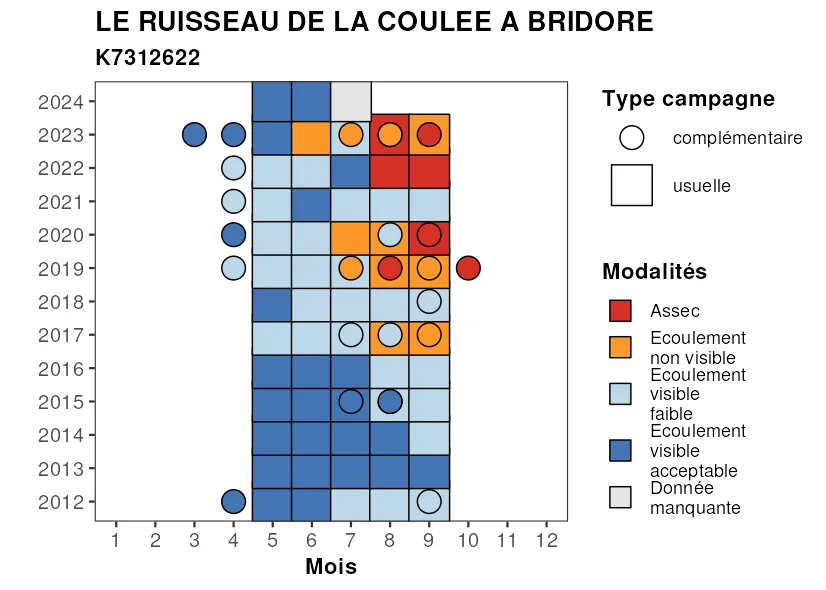 LE RUISSEAU DE LA COULEE A BRIDORE
K7312622
2024
2023
2022
2021
2020
2019
2018
2017
2016
2015
2014
2013
2012
1 2 3 4 5 6 7 8 9 10 11 12
Mois
Type campagne
complémentaire
usuelle
Modalités
Assec
Ecoulement
non visible
Ecoulement
visible
faible
Ecoulement
visible
acceptable
Donnée
manquante